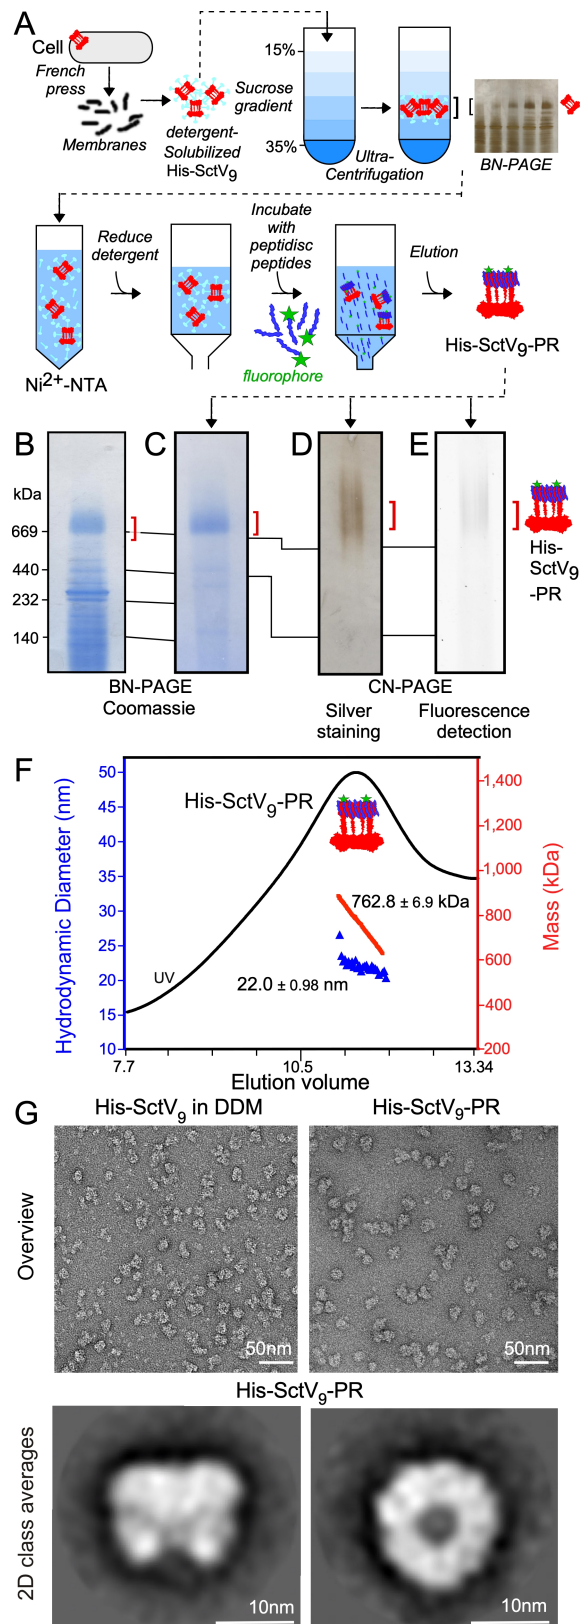 A
Cell
French
press
Membranes
detergent-
Solubilized
His-SctV9
15%
Sucrose
gradient
35%
Ultra-
Centrifugation
BN-PAGE
Reduce
detergent
Incubate
with
peptidisc
peptides
Elution
fluorophore
Ni2+-NTA
His-SctV9-PR
B
C
D
E
kDa
669
440
232
140
His-
SctV9
-PR
BN-PAGE
Coomassie
CN-PAGE
Silver
staining
Fluorescence
detection
F
Hydrodynamic Diameter (nm)
50
45
40
35
30
25
20
15
10
His-SctV9-PR
762.8 ± 6.9 kDa
UV
22.0 ± 0.98 nm
1,400
1,200
1,000
800
600
400
200
Mass (kDa)
7.7
10,5
13.34
Elution volume
G
His-SctV9 in DDM
His-SctV9-PR
Overview
50nm
50nm
His-SctV9-PR
2D class averages
10nm
10nm